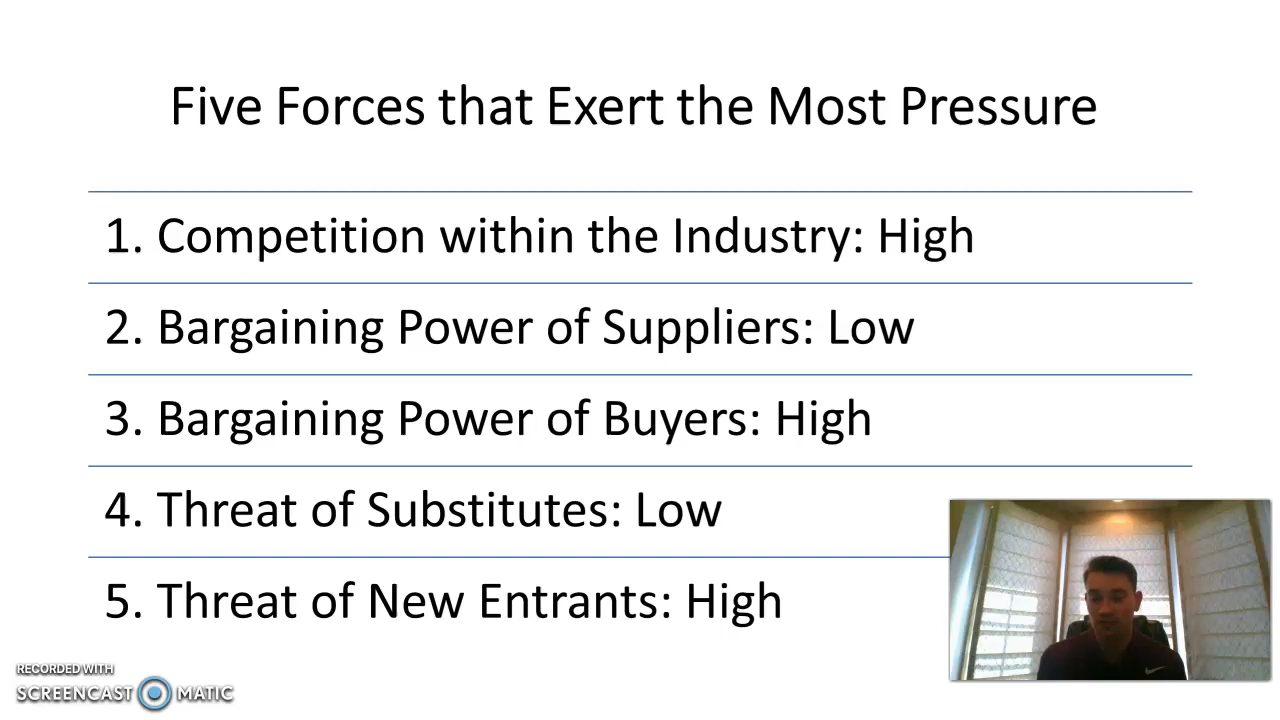 Five Forces that Exert the Most Pressure
1. Competition within the Industry: High
2. Bargaining Power of Suppliers: Low
3. Bargaining Power of Buyers: High
4. Threat of Substitutes: Low
5. Threat of New Entrants: High
RECORDED WITH
SCREENCAST MATIC